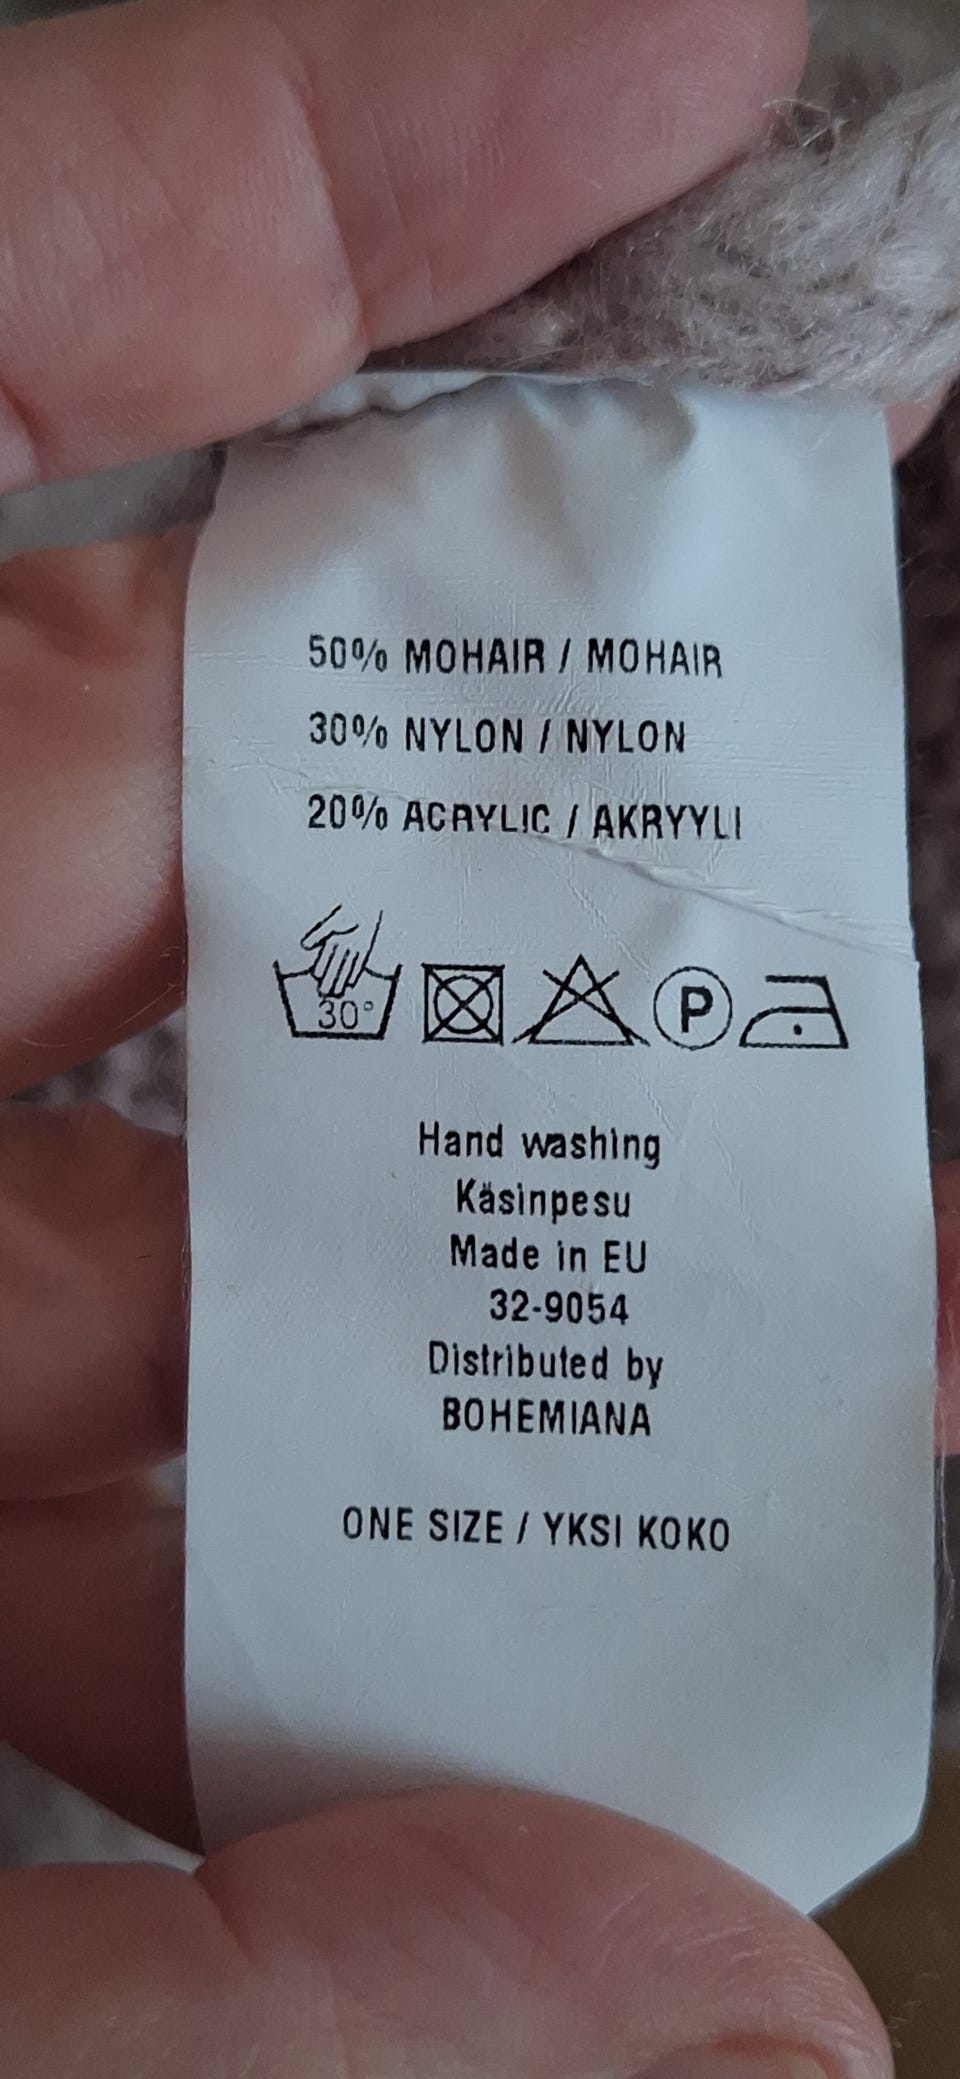 50% MOHAIR / MOHAIR
30% NYLON / NYLON
20% ACRYLIC / AKRYYLI
30°
P
Hand washing
Käsinpesu
Made in EU
32-9054
Distributed by
BOHEMIANA
ONE SIZE / YKSI KOKO